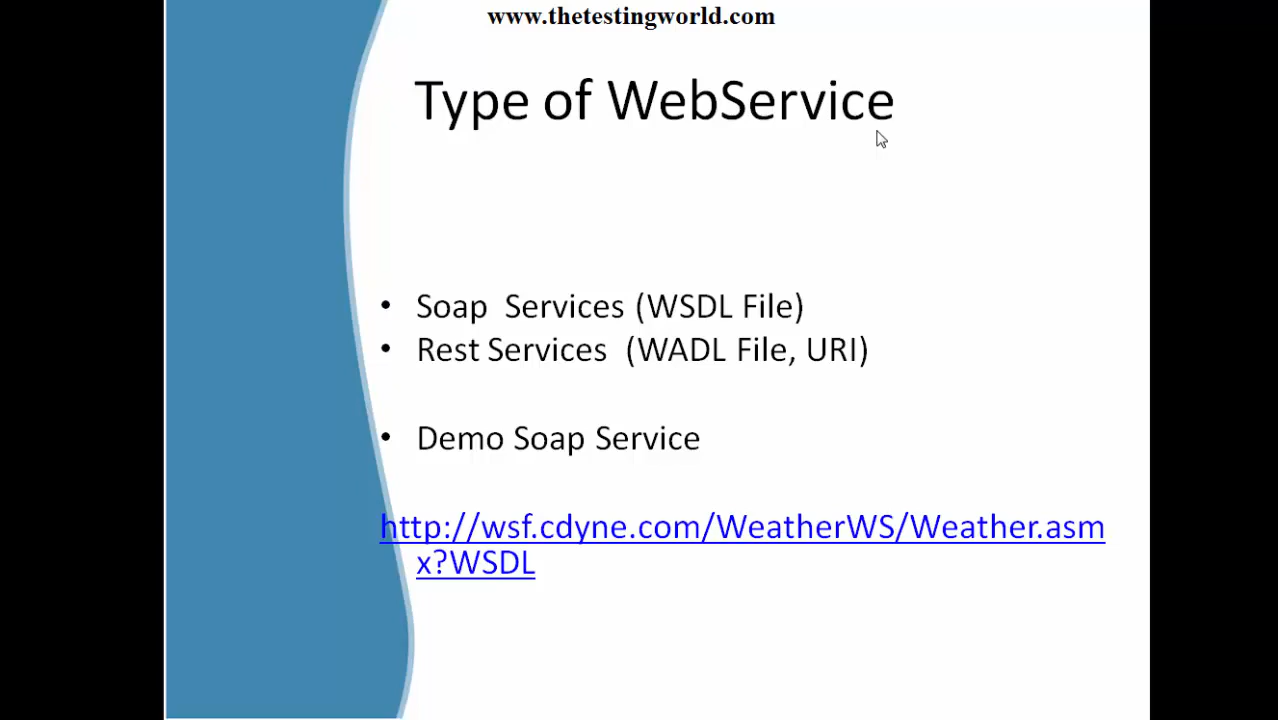 www.thetestingworld.com
Type of WebService
• Soap  Services (WSDL File)
• Rest Services  (WADL File, URI)
• Demo Soap Service
http://wsf.cdyne.com/WeatherWS/Weather.asm
x?WSDL